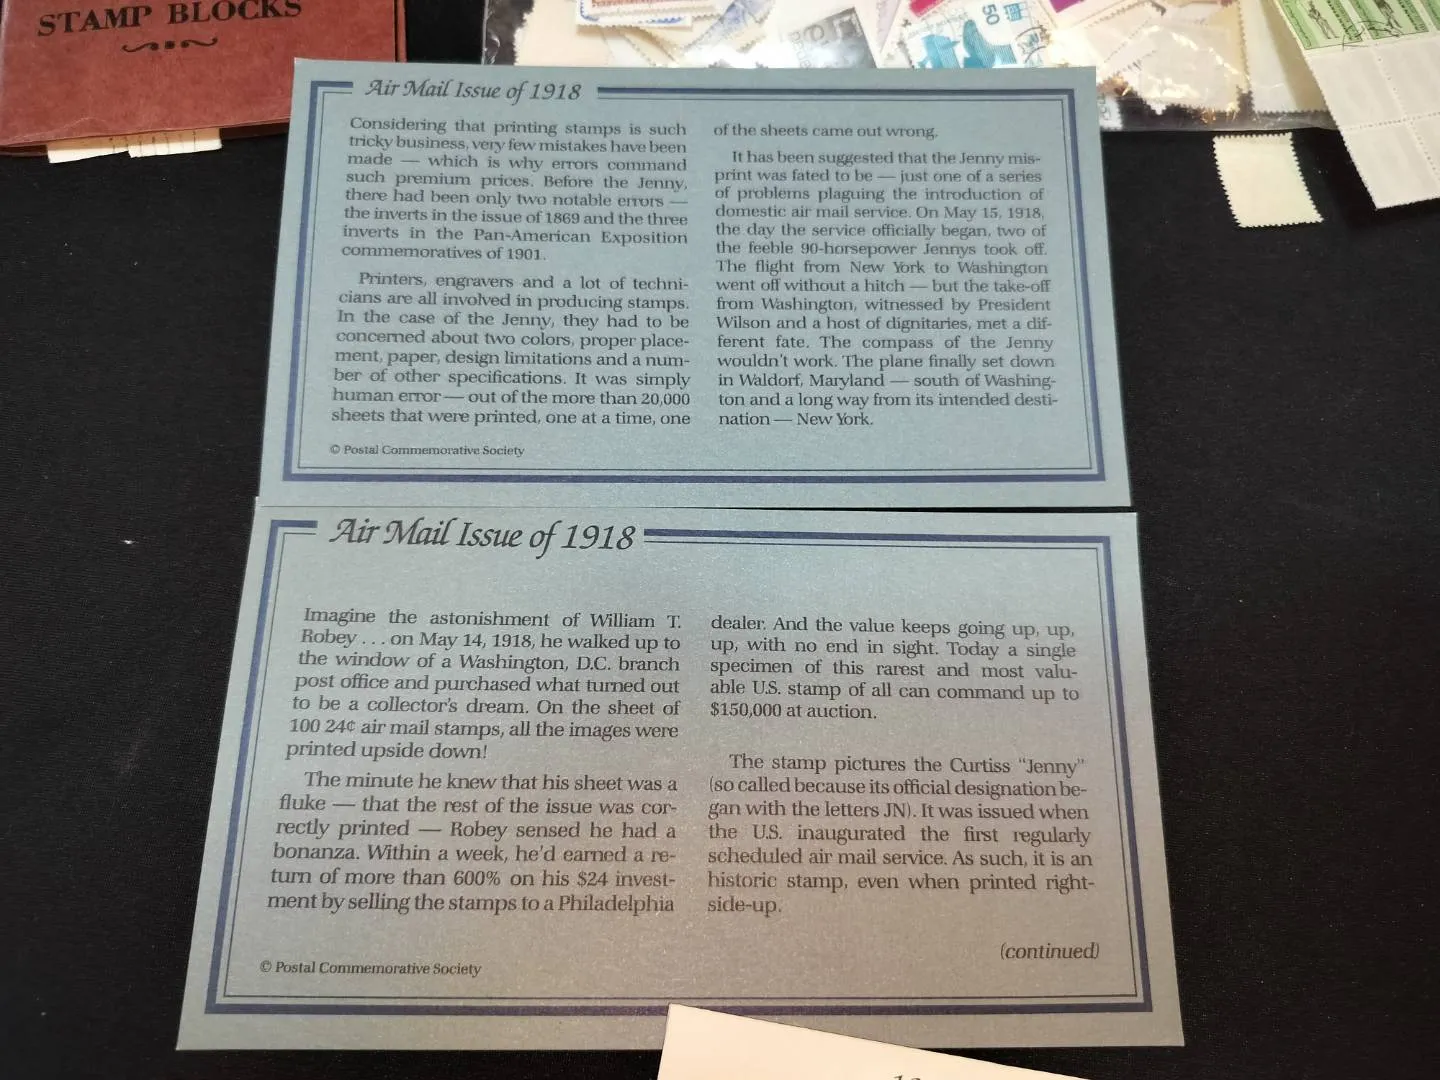 STAMP BLOCKS
50
Air Mail Issue of 1918
Considering that printing stamps is such
tricky business, very few mistakes have been
made — which is why errors command
such premium prices. Before the Jenny,
there had been only two notable errors —
the inverts in the issue of 1869 and the three
inverts in the Pan-American Exposition
commemoratives of 1901.
Printers, engravers and a lot of techni-
cians are all involved in producing stamps.
In the case of the Jenny, they had to be
concerned about two colors, proper place-
ment, paper, design limitations and a num-
ber of other specifications. It was simply
human error — out of the more than 20,000
sheets that were printed, one at a time, one
of the sheets came out wrong.
It has been suggested that the Jenny mis-
print was fated to be — just one of a series
of problems plaguing the introduction of
domestic air mail service. On May 15, 1918,
the day the service officially began, two of
the feeble 90-horsepower Jennys took off.
The flight from New York to Washington
went off without a hitch — but the take-off
from Washington, witnessed by President
Wilson and a host of dignitaries, met a dif-
ferent fate. The compass of the Jenny
wouldn't work. The plane finally set down
in Waldorf, Maryland — south of Washing-
ton and a long way from its intended desti-
nation — New York.
© Postal Commemorative Society
Air Mail Issue of 1918
Imagine the astonishment of William T.
Robey . . . on May 14, 1918, he walked up to
the window of a Washington, D.C. branch
post office and purchased what turned out
to be a collector's dream. On the sheet of
100 24¢ air mail stamps, all the images were
printed upside down!
The minute he knew that his sheet was a
fluke — that the rest of the issue was cor-
rectly printed — Robey sensed he had a
bonanza. Within a week, he'd earned a re-
turn of more than 600% on his $24 invest-
ment by selling the stamps to a Philadelphia
dealer. And the value keeps going up, up,
up, with no end in sight. Today a single
specimen of this rarest and most valu-
able U.S. stamp of all can command up to
$150,000 at auction.
The stamp pictures the Curtiss "Jenny"
(so called because its official designation be-
gan with the letters JN). It was issued when
the U.S. inaugurated the first regularly
scheduled air mail service. As such, it is an
historic stamp, even when printed right-
side-up.
(continued)
© Postal Commemorative Society